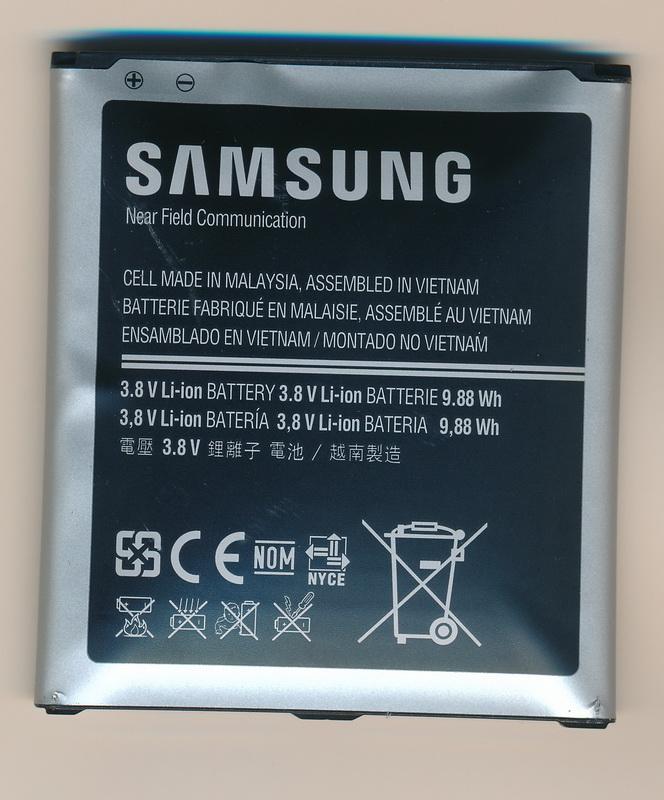 SAMSUNG
Near Field Communication
CELL MADE IN MALAYSIA, ASSEMBLED IN VIETNAM
BATTERIE FABRIQUÉ EN MALAISIE, ASSEMBLÉ AU VIETNAM
ENSAMBLADO EN VIETNAM / MONTADO NO VIETNAM
3.8 V Li-ion BATTERY 3.8 V Li-ion BATTERIE 9.88 Wh
3,8 V Li-ion BATERÍA 3,8 V Li-ion BATERIA 9,88 Wh
電壓 3.8 V 鋰離子 電池 / 越南製造
CE NOM
NYCE